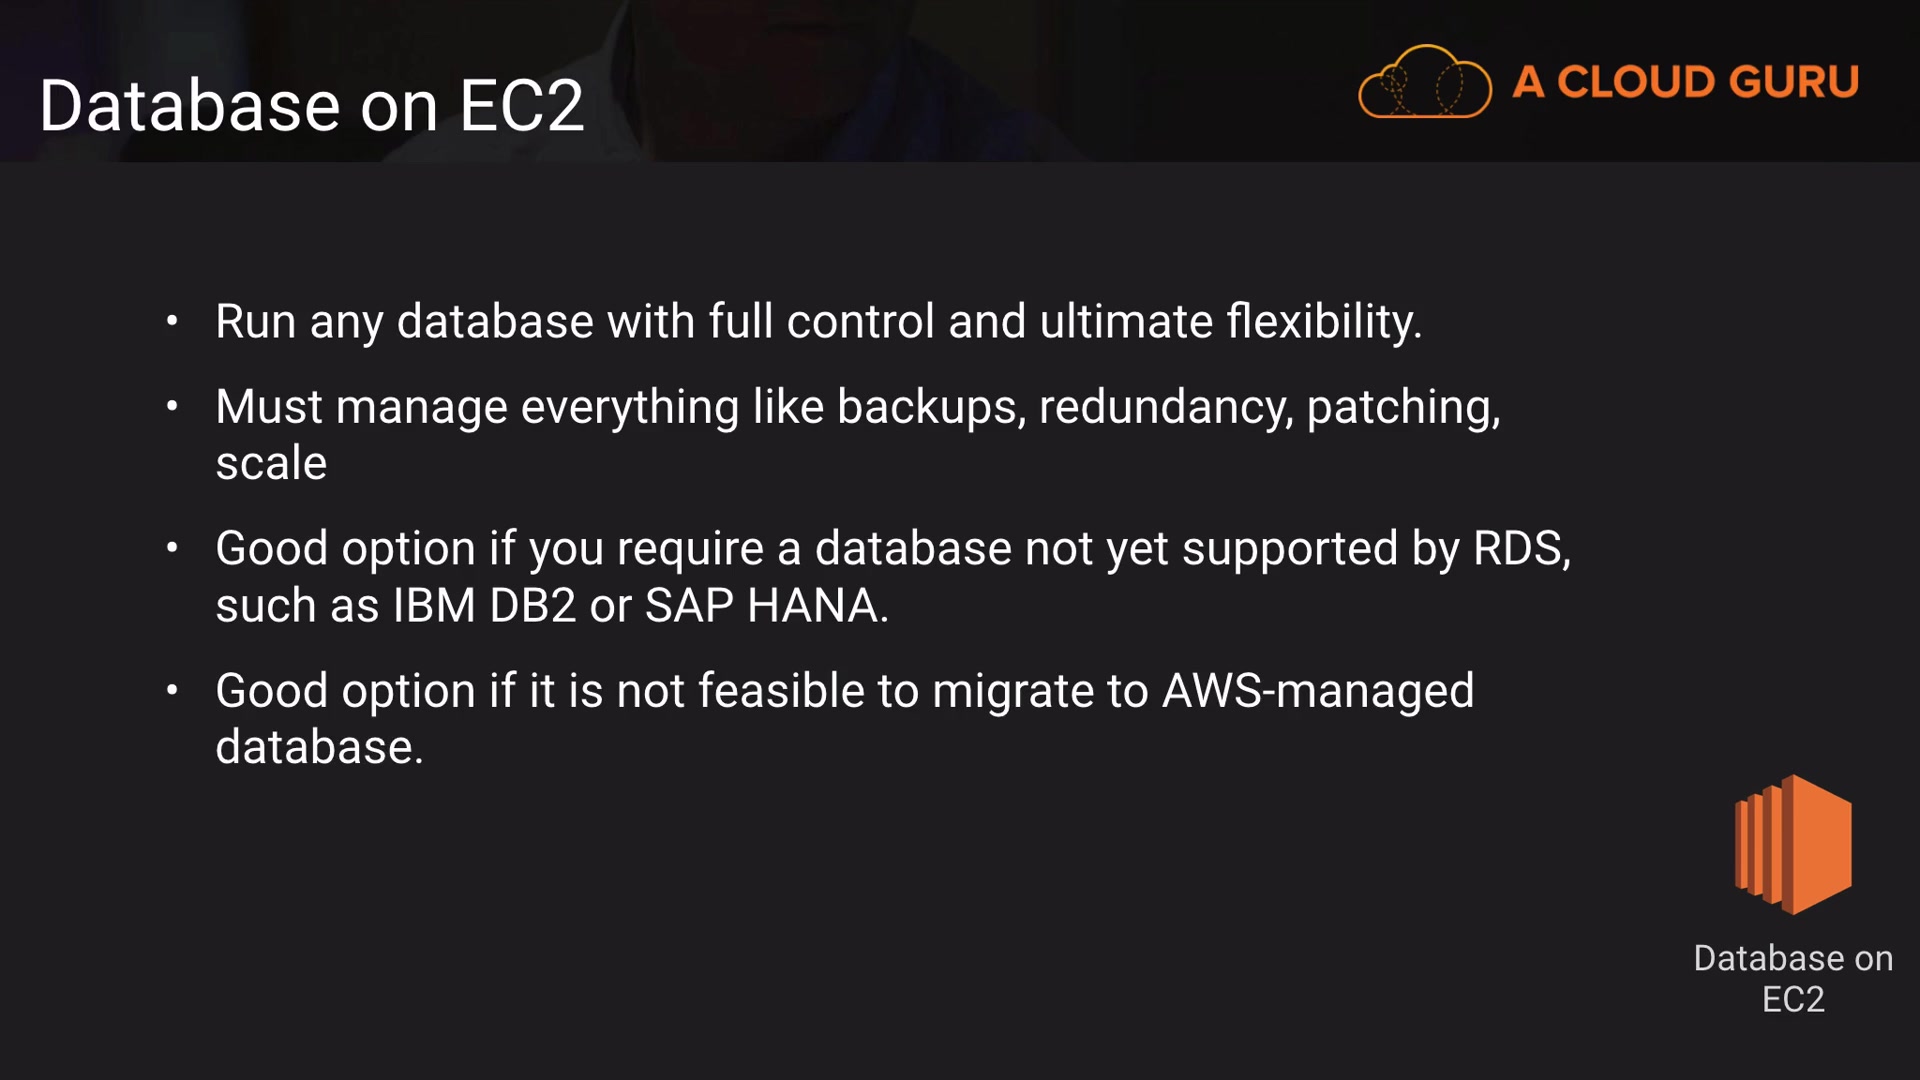 Database on EC2
A CLOUD GURU
• Run any database with full control and ultimate flexibility.
• Must manage everything like backups, redundancy, patching,
scale
• Good option if you require a database not yet supported by RDS,
such as IBM DB2 or SAP HANA.
• Good option if it is not feasible to migrate to AWS-managed
database.
Database on
EC2